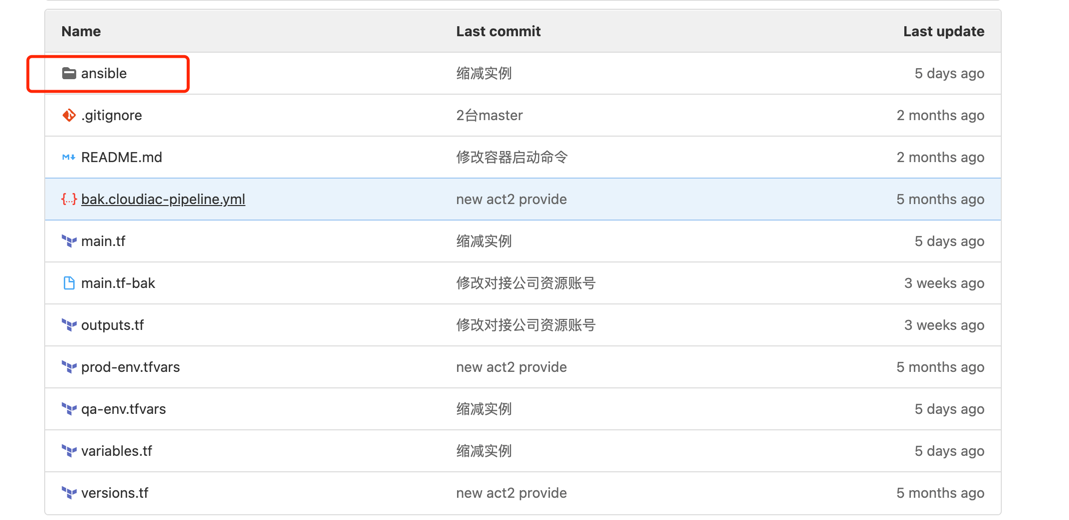 Name Last commit Last update
ansible 缩减实例 5 days ago
.gitignore 2台master 2 months ago
README.md 修改容器启动命令 2 months ago
bak.cloudiac-pipeline.yml new act2 provide 5 months ago
main.tf 缩减实例 5 days ago
main.tf-bak 修改对接公司资源账号 3 weeks ago
outputs.tf 修改对接公司资源账号 3 weeks ago
prod-env.tfvars new act2 provide 5 months ago
qa-env.tfvars 缩减实例 5 days ago
variables.tf 缩减实例 5 days ago
versions.tf new act2 provide 5 months ago